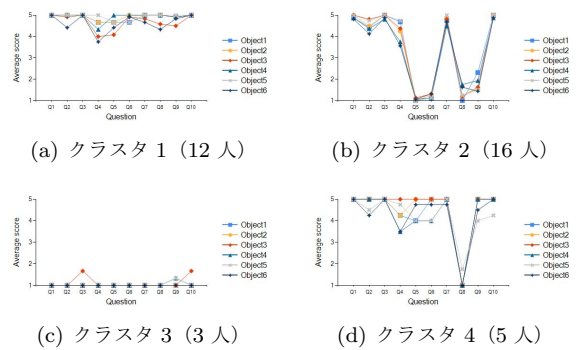 Average score
5
4
3
2
1
Q1 Q2 Q3 Q4 Q5 Q6 Q7 Q8 Q9 Q10
Question
Object1
Object2
Object3
Object4
Object5
Object6
(a) クラスタ 1（12 人）
Average score
5
4
3
2
1
Q1 Q2 Q3 Q4 Q5 Q6 Q7 Q8 Q9 Q10
Question
Object1
Object2
Object3
Object4
Object5
Object6
(b) クラスタ 2（16 人）
Average score
5
4
3
2
1
Q1 Q2 Q3 Q4 Q5 Q6 Q7 Q8 Q9 Q10
Question
Object1
Object2
Object3
Object4
Object5
Object6
(c) クラスタ 3（3 人）
Average score
5
4
3
2
1
Q1 Q2 Q3 Q4 Q5 Q6 Q7 Q8 Q9 Q10
Question
Object1
Object2
Object3
Object4
Object5
Object6
(d) クラスタ 4（5 人）